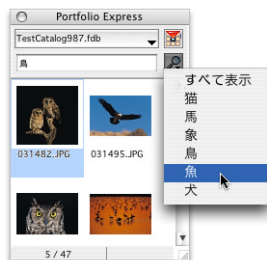 Portfolio Express
TestCatalog987.fdb
鳥
すべて表示
猫
馬
象
鳥
魚
犬
031482.JPG
031495.JPG
5 / 47